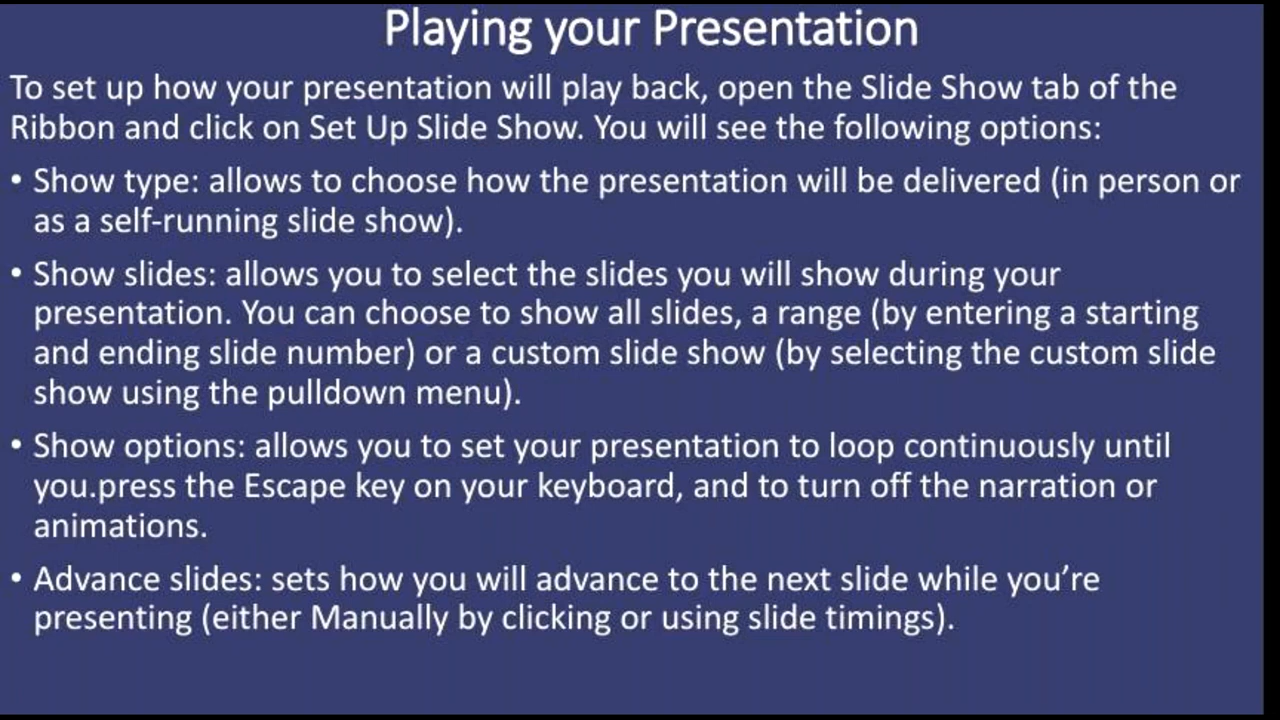 Playing your Presentation
To set up how your presentation will play back, open the Slide Show tab of the
Ribbon and click on Set Up Slide Show. You will see the following options:
• Show type: allows to choose how the presentation will be delivered (in person or
as a self-running slide show).
• Show slides: allows you to select the slides you will show during your
presentation. You can choose to show all slides, a range (by entering a starting
and ending slide number) or a custom slide show (by selecting the custom slide
show using the pulldown menu).
• Show options: allows you to set your presentation to loop continuously until
you.press the Escape key on your keyboard, and to turn off the narration or
animations.
• Advance slides: sets how you will advance to the next slide while you’re
presenting (either Manually by clicking or using slide timings).